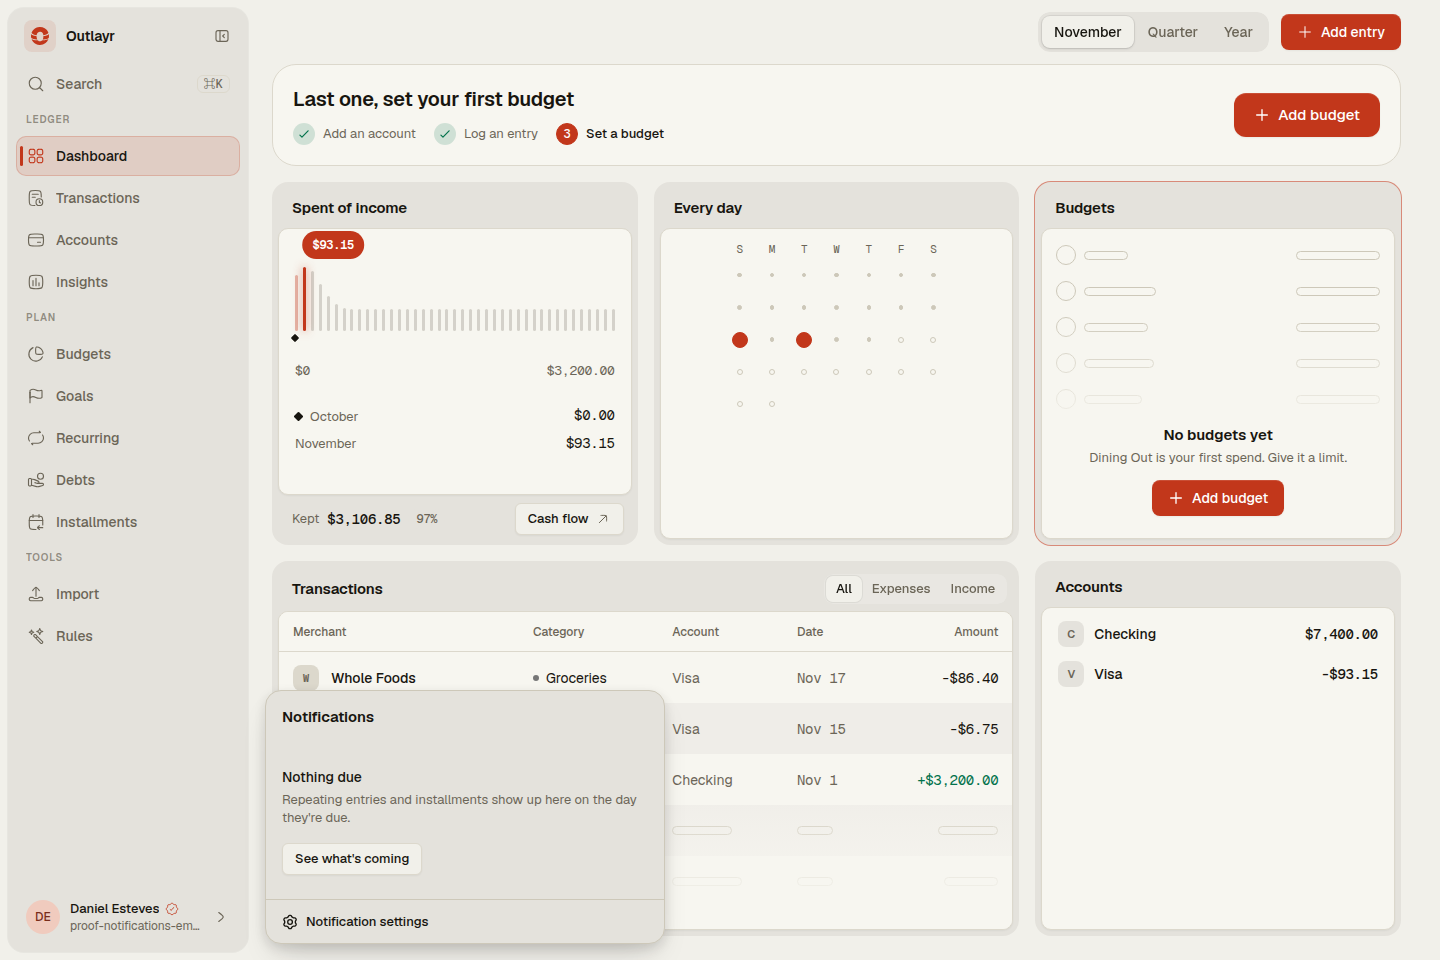 Outlayr
Search
⌘K
LEDGER
Dashboard
Transactions
Accounts
Insights
PLAN
Budgets
Goals
Recurring
Debts
Installments
TOOLS
Import
Rules
DE
Daniel Esteves
proof-notifications-em...
November
Quarter
Year
Add entry
Last one, set your first budget
Add an account
Log an entry
3
Set a budget
Add budget
Spent of income
$93.15
$0
$3,200.00
October
$0.00
November
$93.15
Kept
$3,106.85
97%
Cash flow
Every day
S M T W T F S
Budgets
No budgets yet
Dining Out is your first spend. Give it a limit.
Add budget
Transactions
All
Expenses
Income
Merchant
Category
Account
Date
Amount
W
Whole Foods
Groceries
Visa
Nov 17
-$86.40
Visa
Nov 15
-$6.75
Checking
Nov 1
+$3,200.00
Notifications
Nothing due
Repeating entries and installments show up here on the day
they're due.
See what's coming
Notification settings
Accounts
C
Checking
$7,400.00
V
Visa
-$93.15